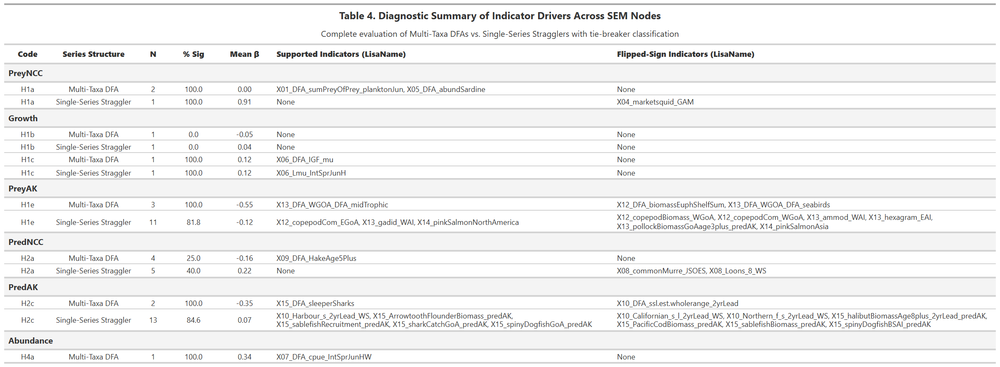 Table 4. Diagnostic Summary of Indicator Drivers Across SEM Nodes
Complete evaluation of Multi-Taxa DFAs vs. Single-Series Stragglers with tie-breaker classification
Code Series Structure N % Sig Mean β Supported Indicators (LisaName) Flipped-Sign Indicators (LisaName)
PreyNCC
H1a Multi-Taxa DFA 2 100.0 0.00 X01_DFA_sumPreyOfPrey_planktonJun, X05_DFA_abundSardine None
H1a Single-Series Straggler 1 100.0 0.91 None X04_marketsquid_GAM
Growth
H1b Multi-Taxa DFA 1 0.0 -0.05 None None
H1b Single-Series Straggler 1 0.0 0.04 None None
H1c Multi-Taxa DFA 1 100.0 0.12 X06_DFA_IGF_mu None
H1c Single-Series Straggler 1 100.0 0.12 X06_Lmu_IntSprJunH None
PreyAK
H1e Multi-Taxa DFA 3 100.0 -0.55 X13_DFA_WGOA_DFA_midTrophic X12_DFA_biomassEuphShelfSum, X13_DFA_WGOA_DFA_seabirds
H1e Single-Series Straggler 11 81.8 -0.12 X12_copepodCom_EGoA, X13_gadid_WAI, X14_pinkSalmonNorthAmerica X12_copepodBiomass_WGoA, X12_copepodCom_WGoA, X13_ammod_WAI, X13_hexagram_EAI,
X13_pollockBiomassGoAage3plus_predAK, X14_pinkSalmonAsia
PredNCC
H2a Multi-Taxa DFA 4 25.0 -0.16 X09_DFA_HakeAge5Plus None
H2a Single-Series Straggler 5 40.0 0.22 None X08_commonMurre_JSOES, X08_Loons_8_WS
PredAK
H2c Multi-Taxa DFA 2 100.0 -0.35 X15_DFA_sleeperSharks X10_DFA_ssl.est.wholerange_2yrLead
H2c Single-Series Straggler 13 84.6 0.07 X10_Harbour_s_2yrLead_WS, X15_ArrowtoothFlounderBiomass_predAK, X10_Californian_s_l_2yrLead_WS, X10_Northern_f_s_2yrLead_WS, X15_halibutBiomassAge8plus_2yrLead_predAK,
X15_sablefishRecruitment_predAK, X15_sharkCatchGoA_predAK, X15_spinyDogfishGoA_predAK X15_PacificCodBiomass_predAK, X15_sablefishBiomass_predAK, X15_spinyDogfishBSAI_predAK
Abundance
H4a Multi-Taxa DFA 1 100.0 0.34 X07_DFA_cpue_IntSprJunHW None